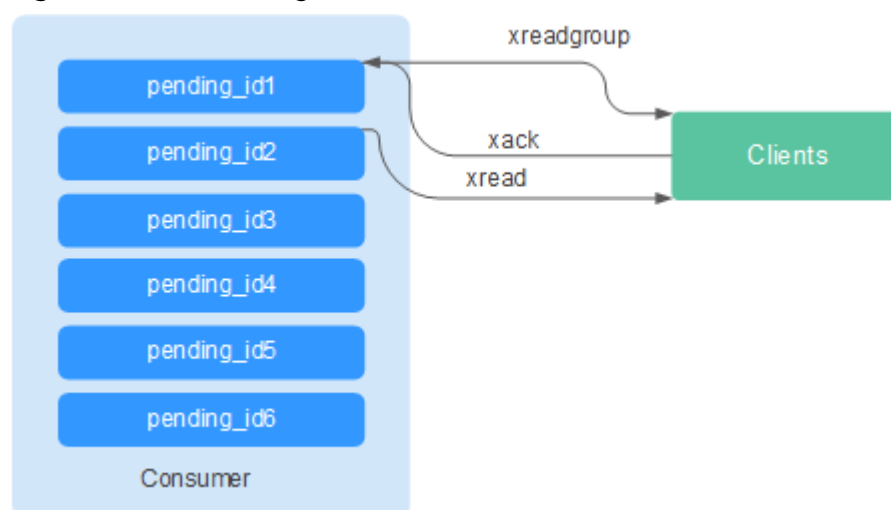 xreadgroup
pending_id1
pending_id2
xack
Clients
xread
pending_id3
pending_id4
pending_id5
pending_id6
Consumer